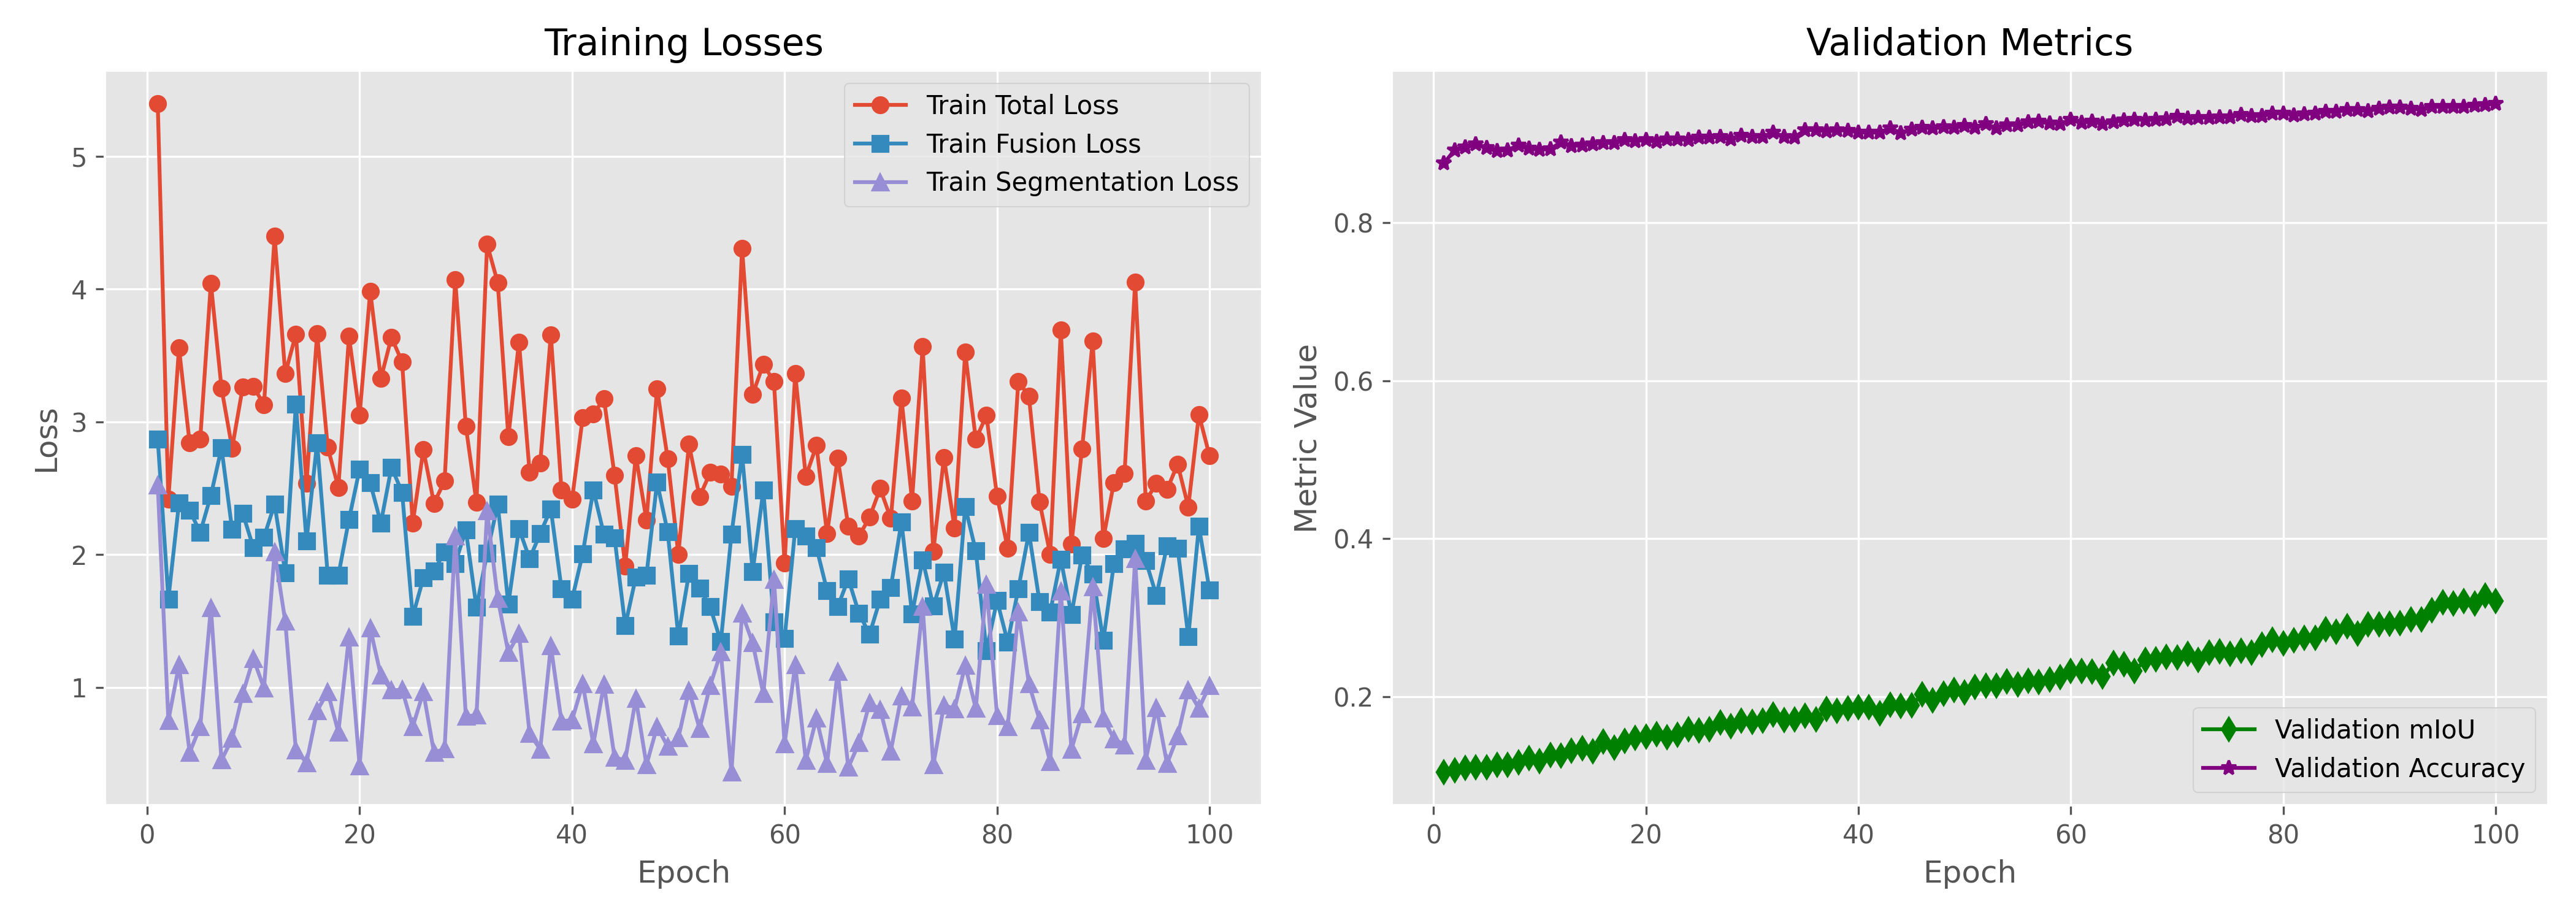 Training Losses
Train Total Loss
Train Fusion Loss
Train Segmentation Loss
5
4
3
2
1
Loss
0 20 40 60 80 100
Epoch
Validation Metrics
0.8
0.6
0.4
0.2
Metric Value
Validation mIoU
Validation Accuracy
0 20 40 60 80 100
Epoch